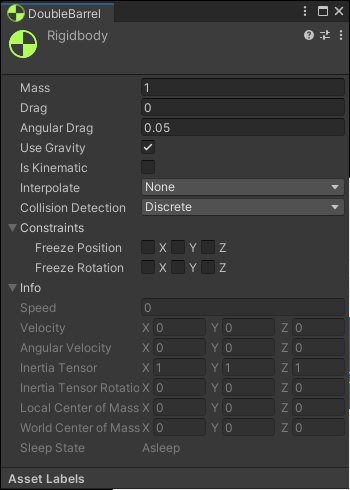 DoubleBarrel
Rigidbody
Mass 1
Drag 0
Angular Drag 0.05
Use Gravity
Is Kinematic
Interpolate None
Collision Detection Discrete
Constraints
Freeze Position X Y Z
Freeze Rotation X Y Z
Info
Speed 0
Velocity X 0 Y 0 Z 0
Angular Velocity X 0 Y 0 Z 0
Inertia Tensor X 1 Y 1 Z 1
Inertia Tensor Rotatio X 0 Y 0 Z 0
Local Center of Mass X 0 Y 0 Z 0
World Center of Mass X 0 Y 0 Z 0
Sleep State Asleep
Asset Labels